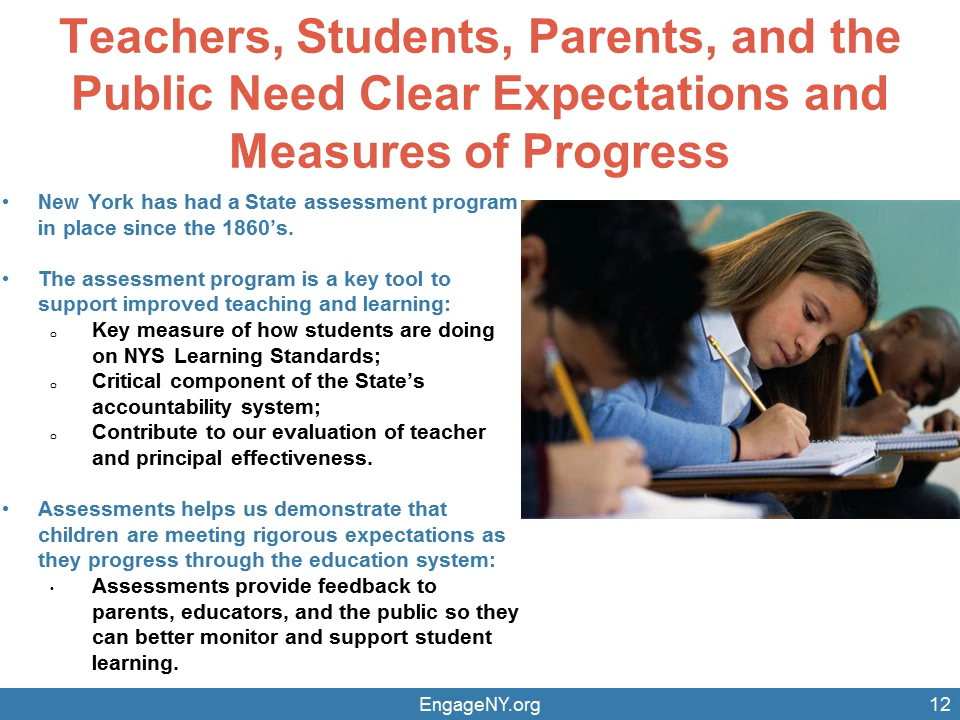 Teachers, Students, Parents, and the
Public Need Clear Expectations and
Measures of Progress
• New York has had a State assessment program
in place since the 1860’s.
• The assessment program is a key tool to
support improved teaching and learning:
o Key measure of how students are doing
on NYS Learning Standards;
o Critical component of the State’s
accountability system;
o Contribute to our evaluation of teacher
and principal effectiveness.
• Assessments helps us demonstrate that
children are meeting rigorous expectations as
they progress through the education system:
• Assessments provide feedback to
parents, educators, and the public so they
can better monitor and support student
learning.
EngageNY.org
12